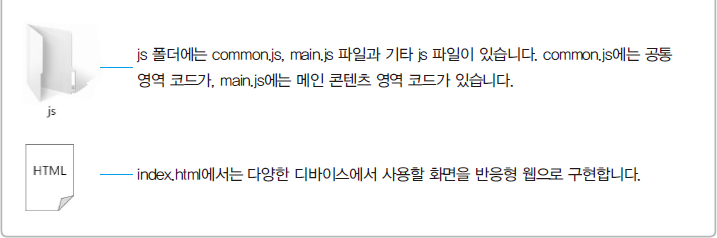 js 폴더에는 common.js, main.js 파일과 기타 js 파일이 있습니다. common.js에는 공통
영역 코드가, main.js에는 메인 콘텐츠 영역 코드가 있습니다.
js
HTML
index.html에서는 다양한 디바이스에서 사용할 화면을 반응형 웹으로 구현합니다.